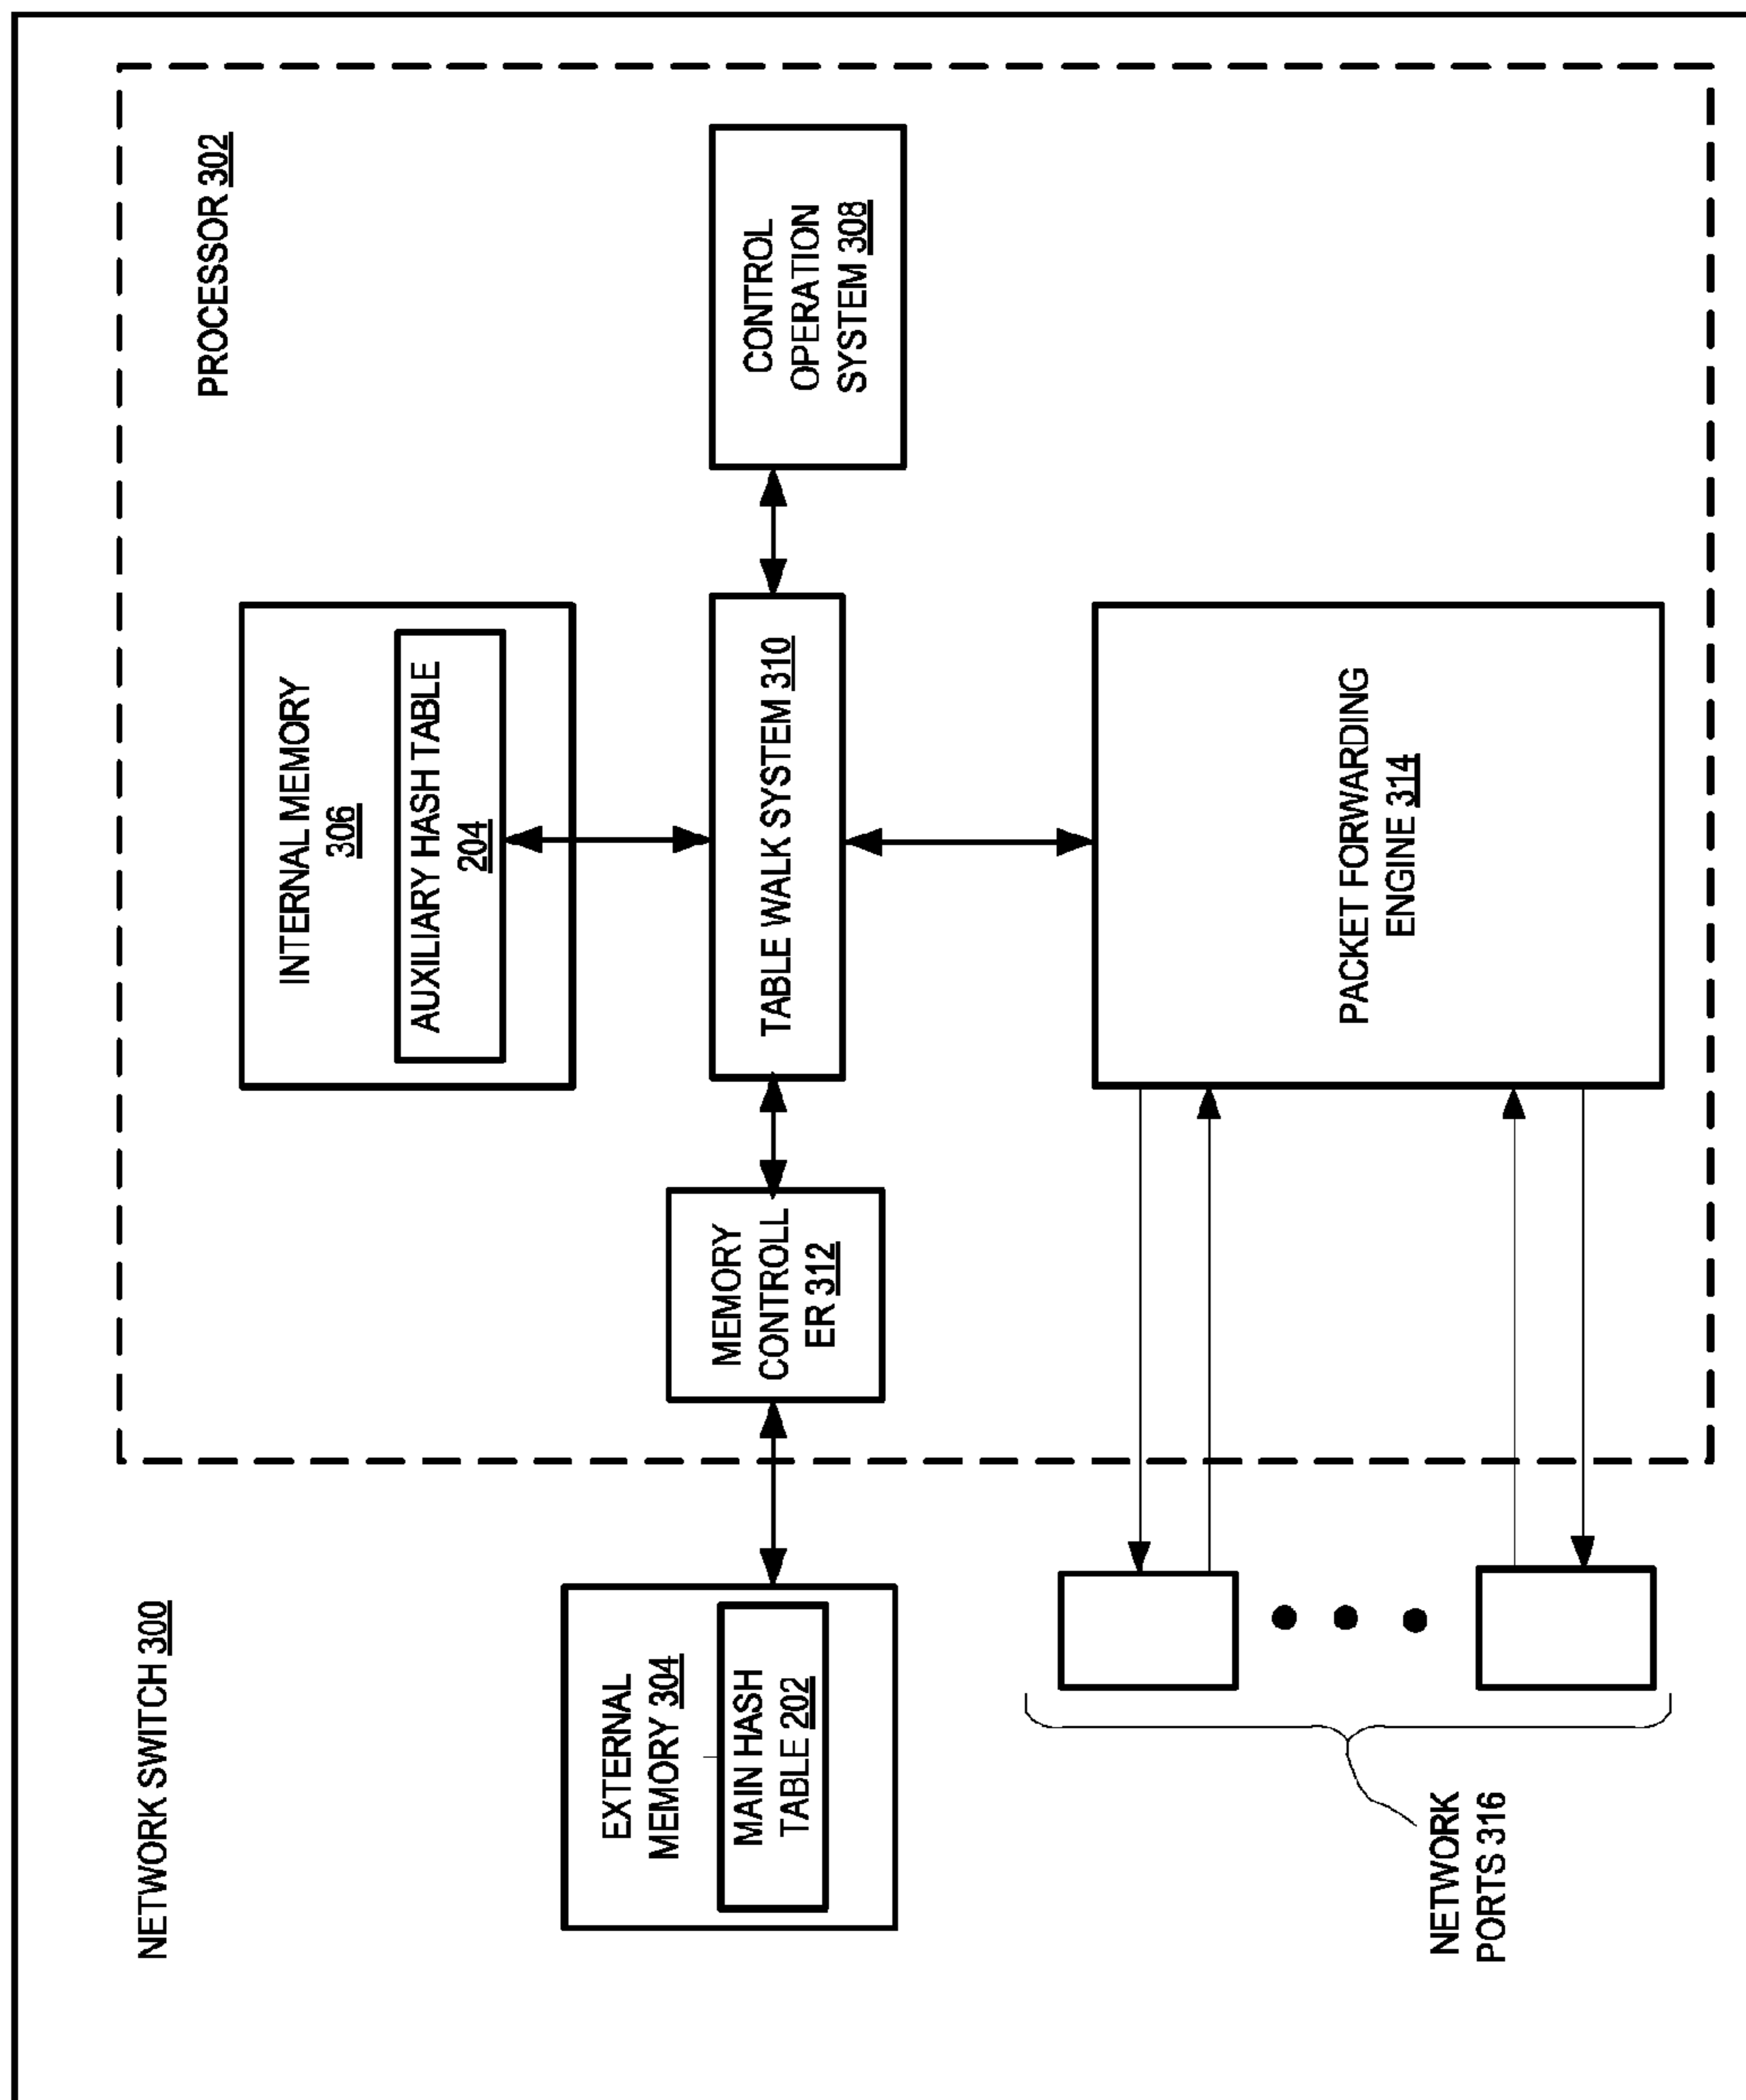 NETWORK SWITCH 300
PROCESSOR 302
INTERNAL MEMORY
306
AUXILIARY HASH TABLE
204
EXTERNAL
MEMORY 304
MAIN HASH
TABLE 202
MEMORY
CONTROLL
ER 312
TABLE WALK SYSTEM 310
CONTROL
OPERATION
SYSTEM 308
PACKET FORWARDING
ENGINE 314
NETWORK
PORTS 316